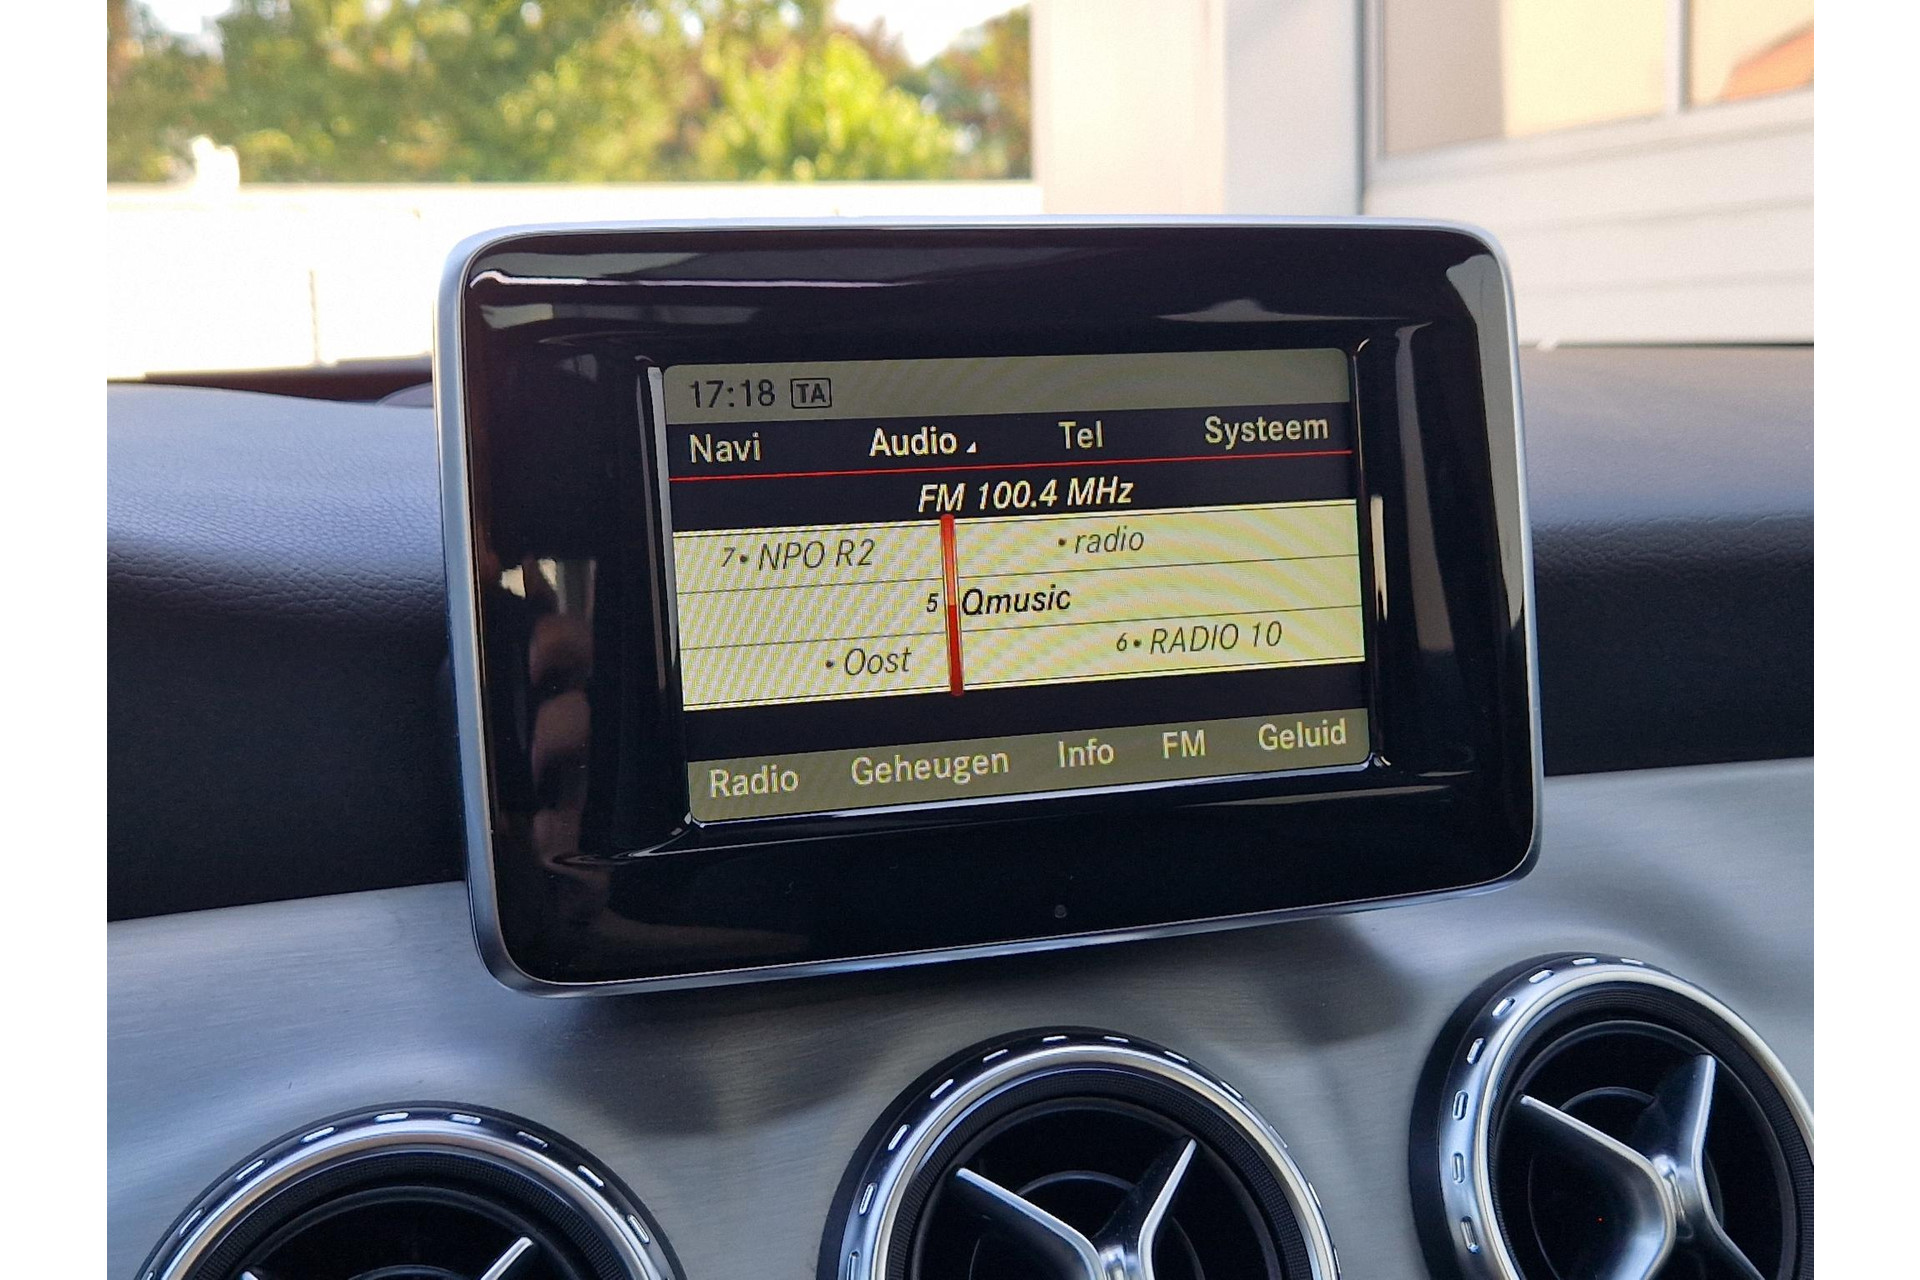 17:18 TA
Navi Audio Tel Systeem
FM 100.4 MHz
7• NPO R2 • radio
5 Qmusic
• Oost 6• RADIO 10
Radio Geheugen Info FM Geluid